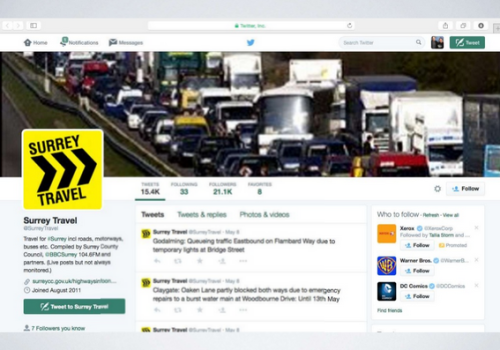 Twitter, Inc.
Home
Notifications
Messages
Search Twitter
Tweet
SURREY
TRAVEL
TWEETS
15.4K
FOLLOWING
33
FOLLOWERS
21.1K
FAVORITES
8
Follow
Surrey Travel
@SurreyTravel
Travel for #Surrey incl roads, motorways,
buses etc. Compiled by Surrey County
Council, @BBCSurrey 104.6FM and
partners. (Live posts but not always
monitored.)
surreycc.gov.uk/highwaysinfoin...
Joined August 2011
Tweet to Surrey Travel
7 Followers you know
Tweets
Tweets & replies
Photos & videos
Surrey Travel @SurreyTravel · May 8
Godalming: Queuing traffic Eastbound on Flambard Way due to
temporary lights at Bridge Street
Surrey Travel @SurreyTravel · May 8
Claygate: Oaken Lane partly blocked both ways due to emergency
repairs to a burst water main at Woodbourne Drive: Until 13th May
Surrey Travel @SurreyTravel · May 8
Who to follow · Refresh · View all
Xerox @XeroxCorp
Followed by Talia Storm and ...
Follow
Promoted
Warner Bros. @WarnerB...
Follow
DC Comics @DCComics
Follow
Find friends